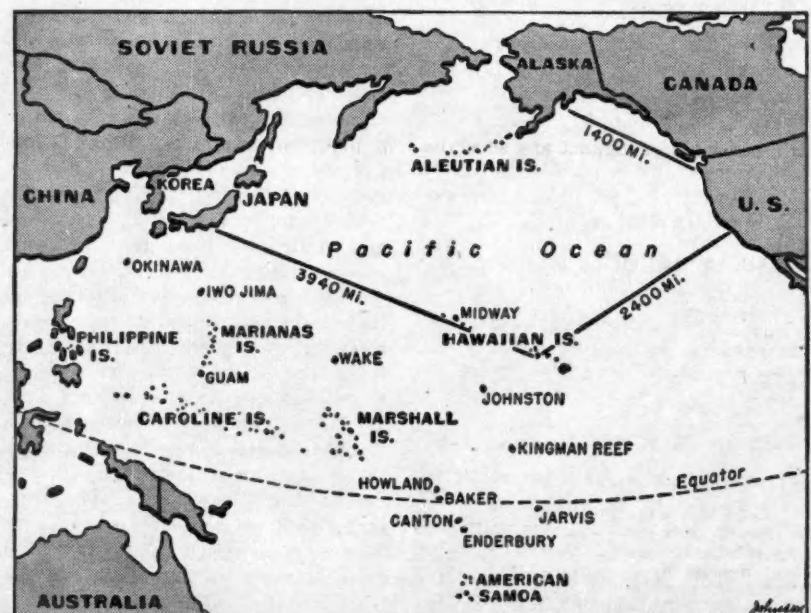 SOVIET RUSSIA
ALASKA
CANADA
1400 Mi.
ALEUTIAN IS.
CHINA
KOREA
JAPAN
U. S.
Pacific Ocean
OKINAWA
3940 Mi.
2400 Mi.
IWO JIMA
MIDWAY
PHILIPPINE
IS.
MARIANAS
IS.
HAWAIIAN IS.
WAKE
GUAM
JOHNSTON
CAROLINE IS.
MARSHALL
IS.
KINGMAN REEF
HOWLAND
Equator
BAKER
CANTON
JARVIS
ENDERBURY
AMERICAN
SAMOA
AUSTRALIA